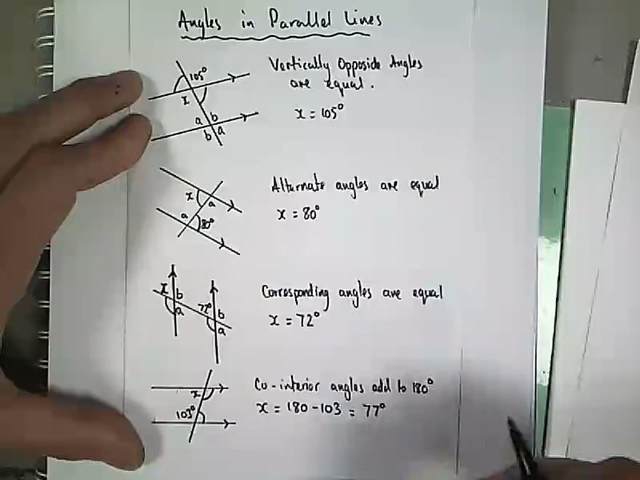 Angles in Parallel Lines
105°
x
a b
b a
Vertically Opposite Angles
are equal.
x = 105°
x
a
a
80°
Alternate angles are equal
x = 80°
x b
a
72° b
a
Corresponding angles are equal
x = 72°
x
103°
Co-interior angles add to 180°
x = 180 - 103 = 77°